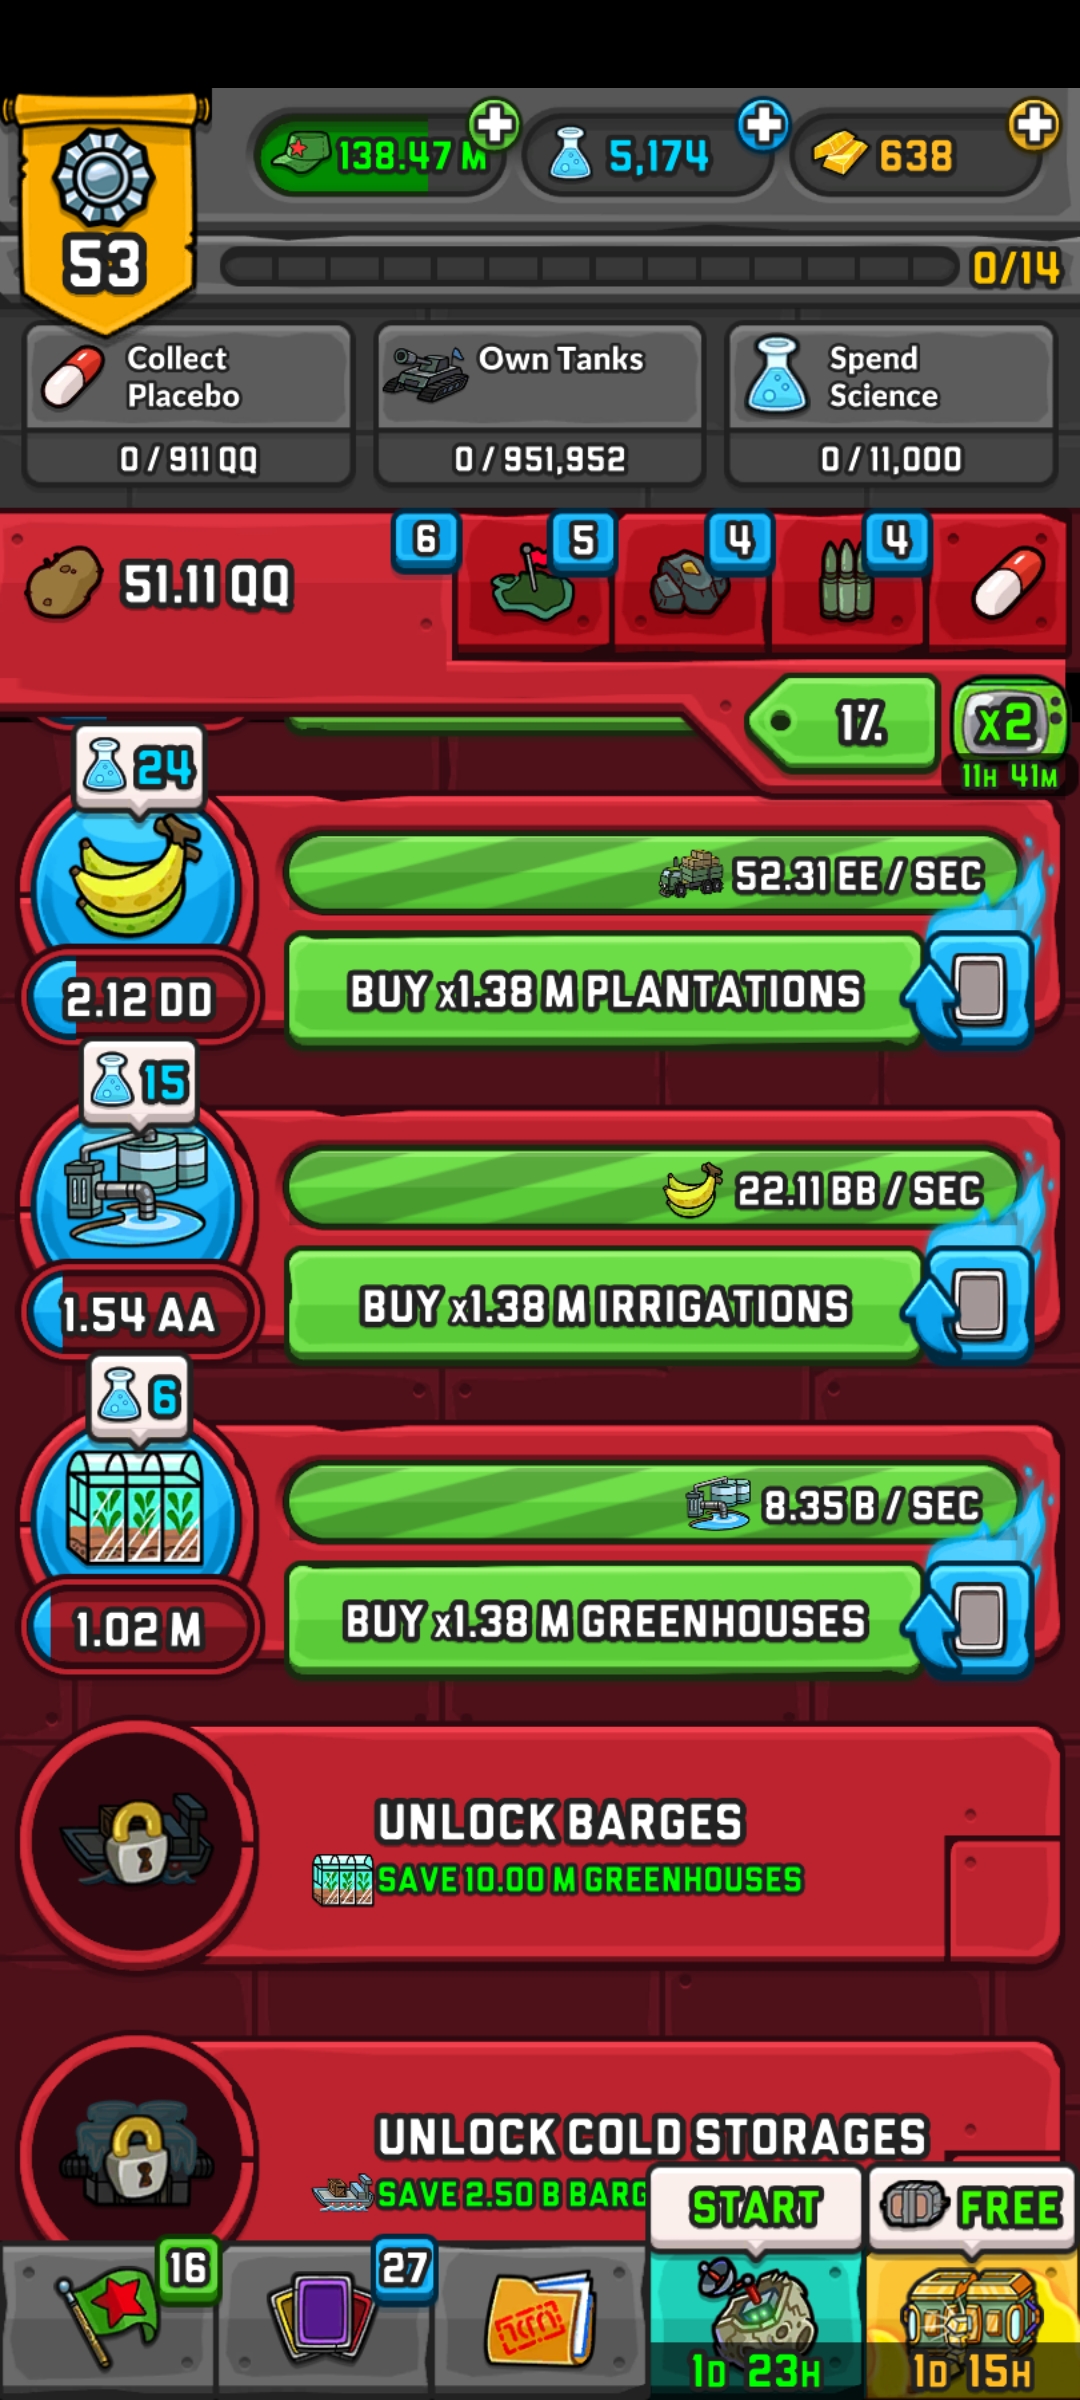 138.47 M
5,174
638
53
0/14
Collect
Placebo
Own Tanks
Spend
Science
0 / 911 QQ
0 / 951,952
0 / 11,000
6
5
4
4
51.11 QQ
1%
x2
11H 41M
24
52.31 EE / SEC
2.12 DD
BUY x1.38 M PLANTATIONS
15
22.11 BB / SEC
1.54 AA
BUY x1.38 M IRRIGATIONS
6
8.35 B / SEC
1.02 M
BUY x1.38 M GREENHOUSES
UNLOCK BARGES
SAVE 10.00 M GREENHOUSES
UNLOCK COLD STORAGES
SAVE 2.50 B BARG
START
FREE
16
27
1D 23H
1D 15H